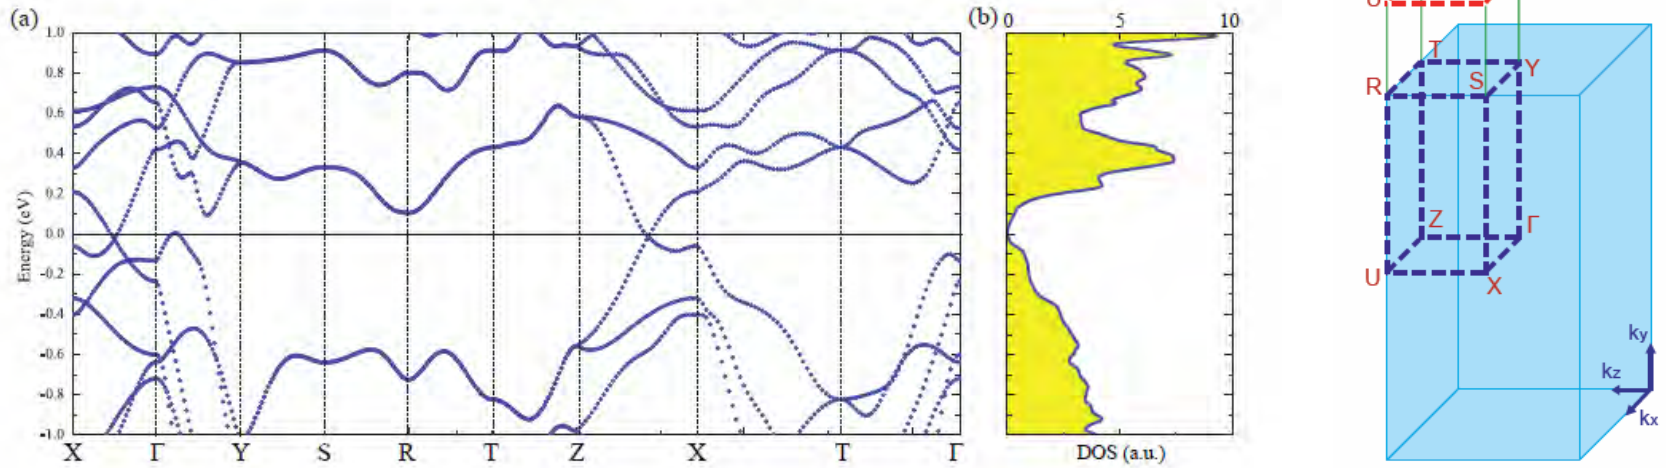 (a)
Energy (eV)
1.0
0.8
0.6
0.4
0.2
0.0
-0.2
-0.4
-0.6
-0.8
-1.0
X Γ Y S R T Z X T Γ
(b)
0 5 10
DOS (a.u.)
T
R S Y
Z Γ
U X
ky
kz
kx